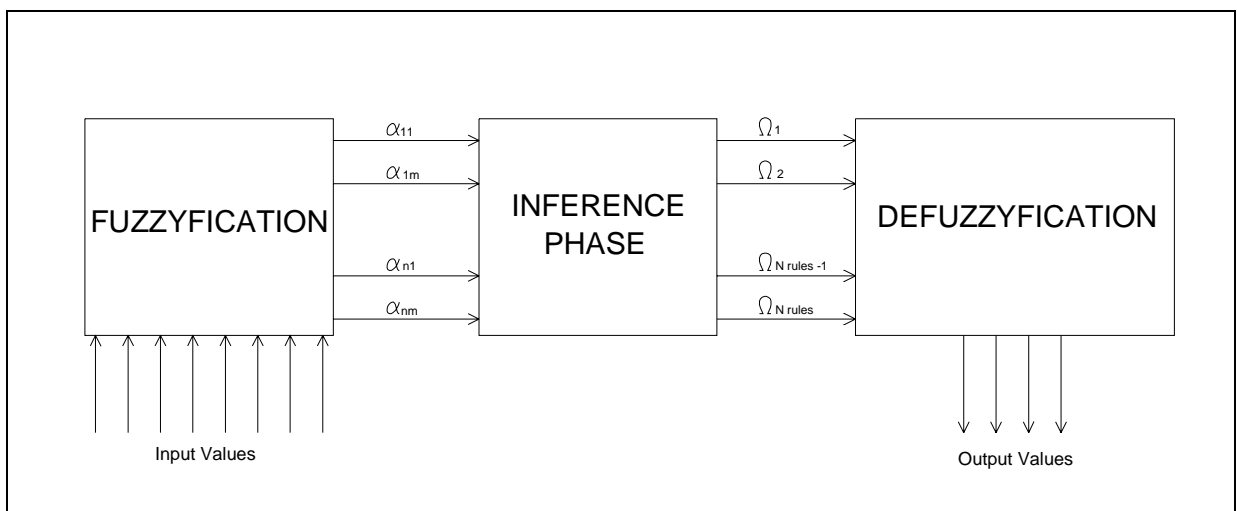 FUZZYFICATION
α11
α1m
αn1
αnm
INFERENCE
PHASE
Ω1
Ω2
ΩN rules -1
ΩN rules
DEFUZZYFICATION
Input Values
Output Values